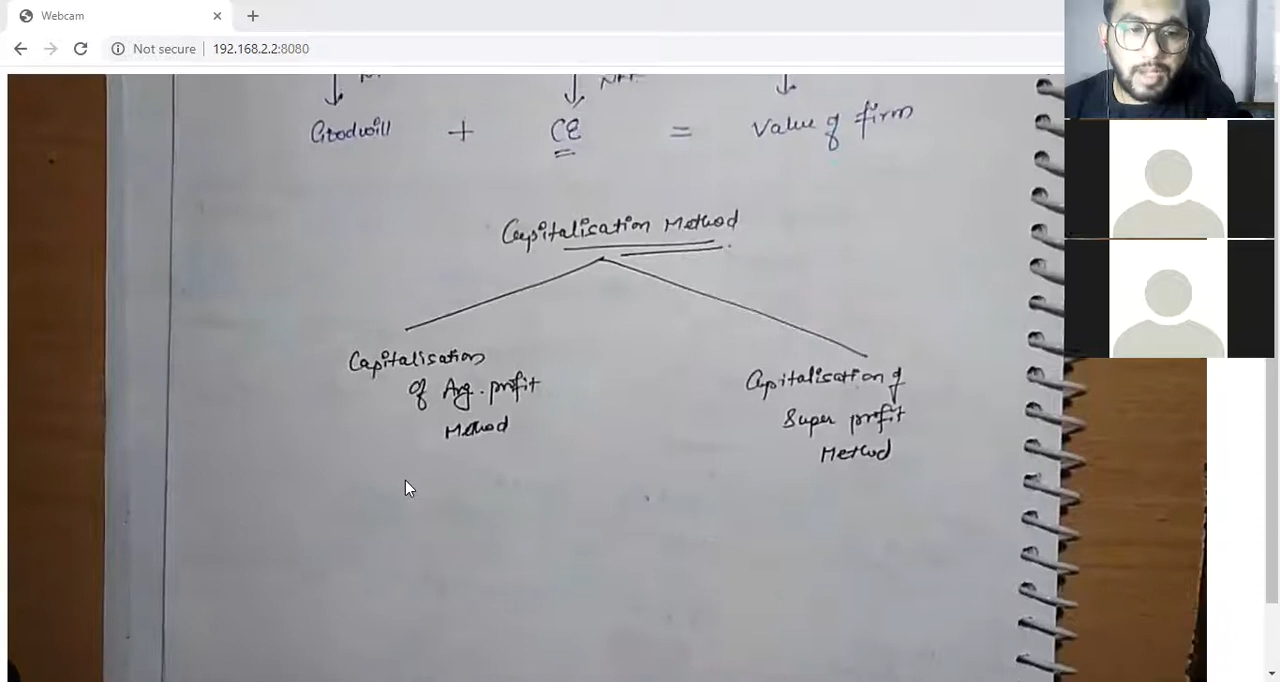 Webcam
Not secure 192.168.2.2:8080
Goodwill + CE = Value of firm
Capitalisation Method
Capitalisation
of Avg. profit
Method
Capitalisation of
Super profit
Method